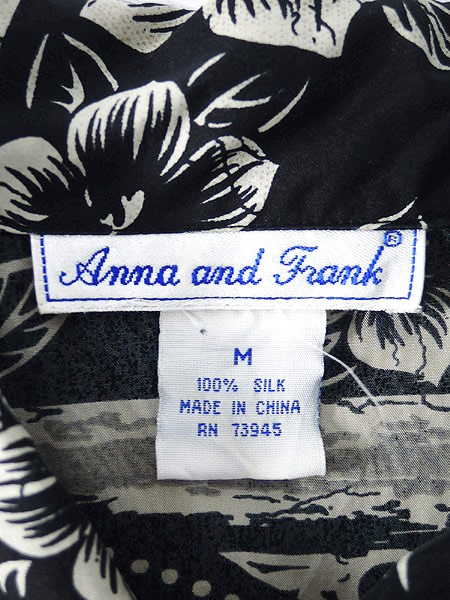 Anna and Frank®
M
100% SILK
MADE IN CHINA
RN 73945